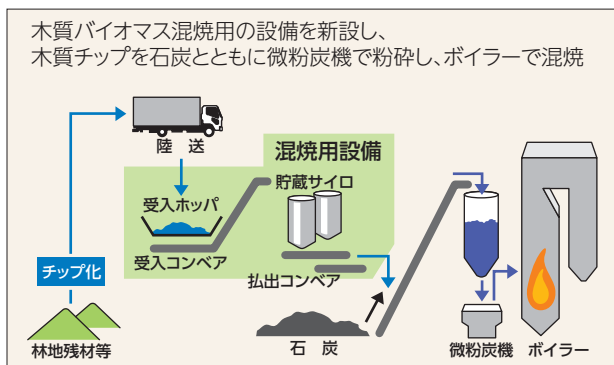 木質バイオマス混焼用の設備を新設し、
木質チップを石炭とともに微粉炭機で粉砕し、ボイラーで混焼
陸 送
混焼用設備
貯蔵サイロ
受入ホッパ
受入コンベア
チップ化
払出コンベア
林地残材等
石 炭
微粉炭機
ボイラー